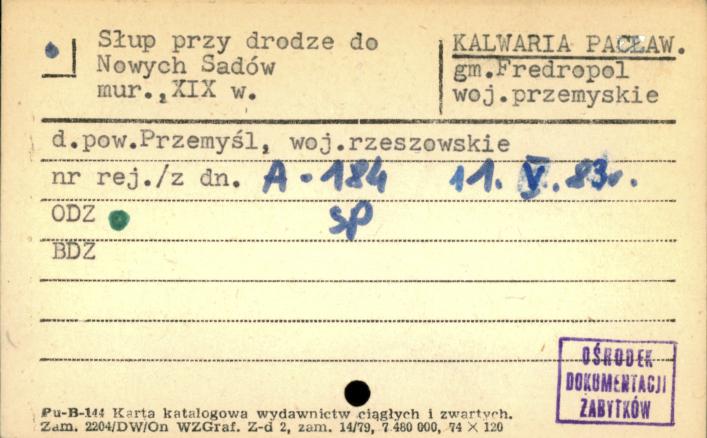 Słup przy drodze do
Nowych Sadów
mur.,XIX w.
KALWARIA PACŁAW.
gm.Fredropol
woj.przemyskie
d.pow.Przemyśl, woj.rzeszowskie
nr rej./z dn. A-184 11.V.83r.
ODZ sp
BDZ
OŚRODEK
DOKUMENTACJI
ZABYTKÓW
Pu-B-144 Karta katalogowa wydawnictw ciągłych i zwartych.
Zam. 2204/DW/On WZGraf. Z-d 2, zam. 14/79, 7 480 000, 74 × 120